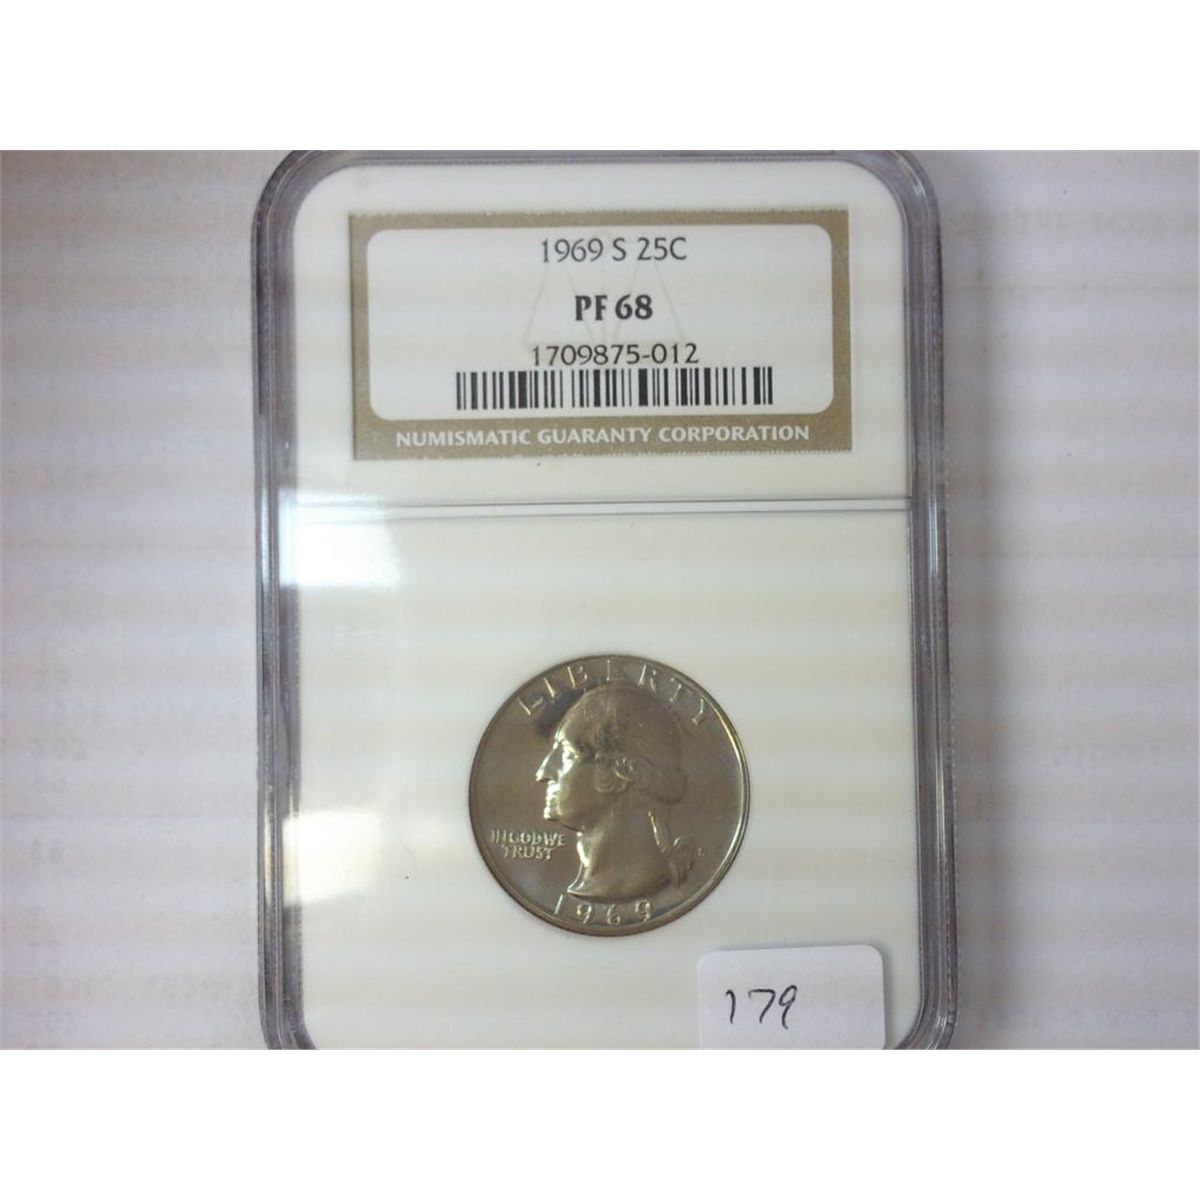 1969 S 25C
PF 68
1709875-012
NUMISMATIC GUARANTY CORPORATION
LIBERTY
IN GOD WE
TRUST
1969
179